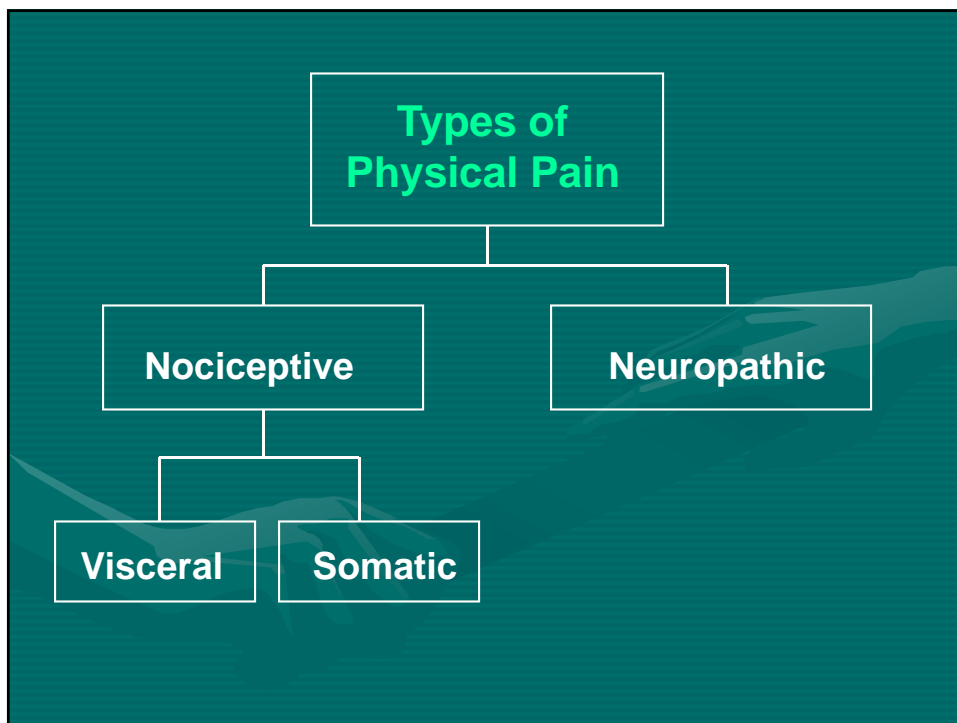 Types of
Physical Pain
Nociceptive
Neuropathic
Visceral
Somatic